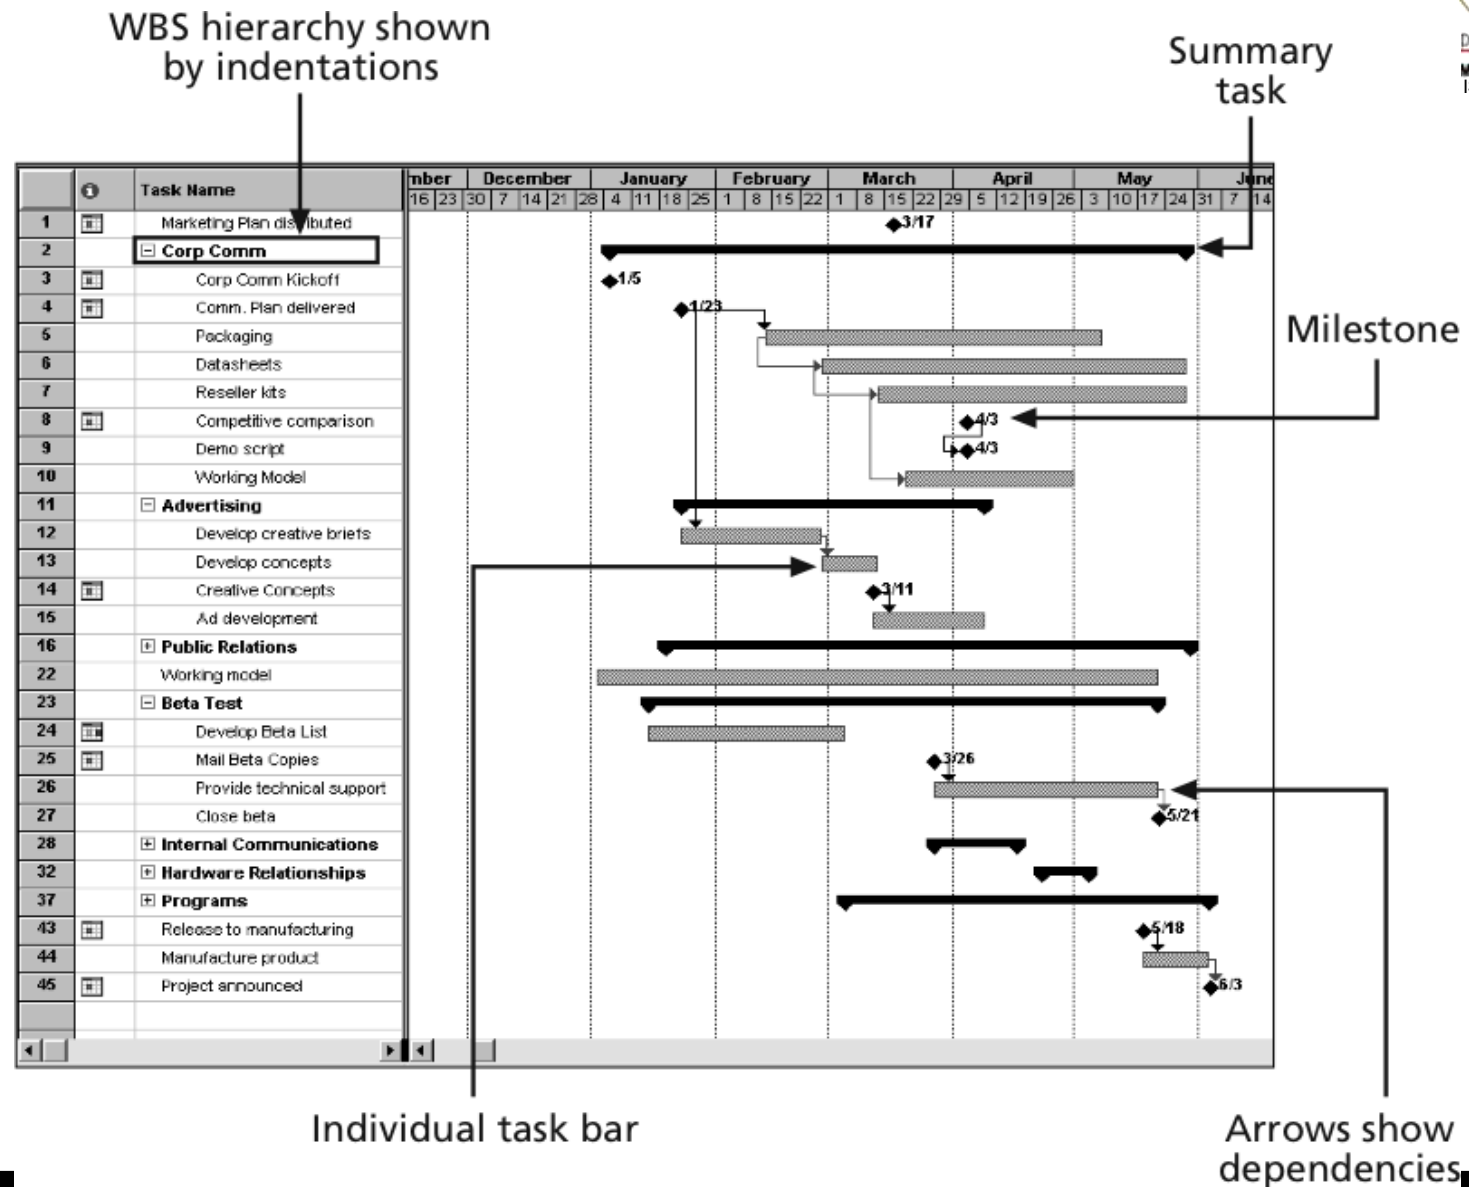 WBS hierarchy shown
by indentations
Summary
task
Task Name
mber December January February March April May June
16 23 30 7 14 21 28 4 11 18 25 1 8 15 22 1 8 15 22 29 5 12 19 26 3 10 17 24 31 7 14
1 Marketing Plan distributed 3/17
2 Corp Comm
3 Corp Comm Kickoff 1/5
4 Comm. Plan delivered 1/23
5 Packaging
6 Datasheets
7 Reseller kits
8 Competitive comparison 4/3
9 Demo script 4/3
10 Working Model
11 Advertising
12 Develop creative briefs
13 Develop concepts
14 Creative Concepts 3/11
15 Ad development
16 Public Relations
22 Working model
23 Beta Test
24 Develop Beta List
25 Mail Beta Copies 3/26
26 Provide technical support
27 Close beta 5/21
28 Internal Communications
32 Hardware Relationships
37 Programs
43 Release to manufacturing 5/18
44 Manufacture product
45 Project announced 6/3
Milestone
Individual task bar
Arrows show
dependencies